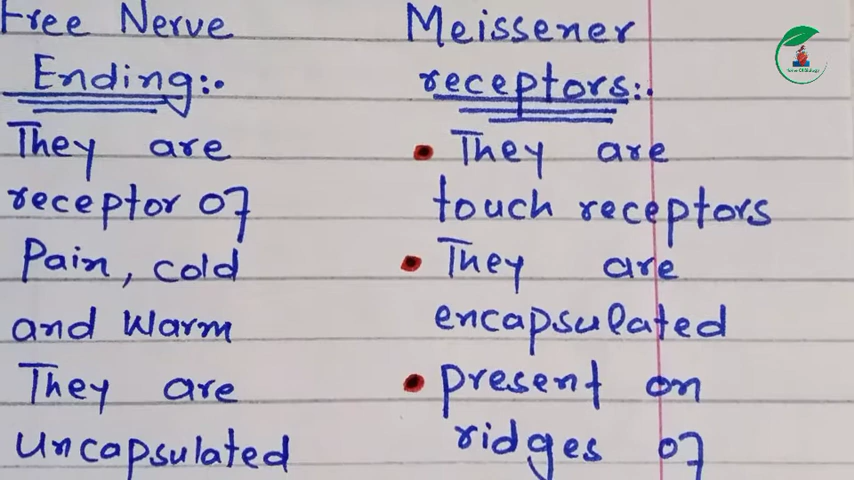 Free Nerve
Ending:.
They are
receptor of
Pain, cold
and Warm
They are
Uncapsulated
Meissener
receptors:.
• They are
touch receptors
• They are
encapsulated
• present on
ridges of